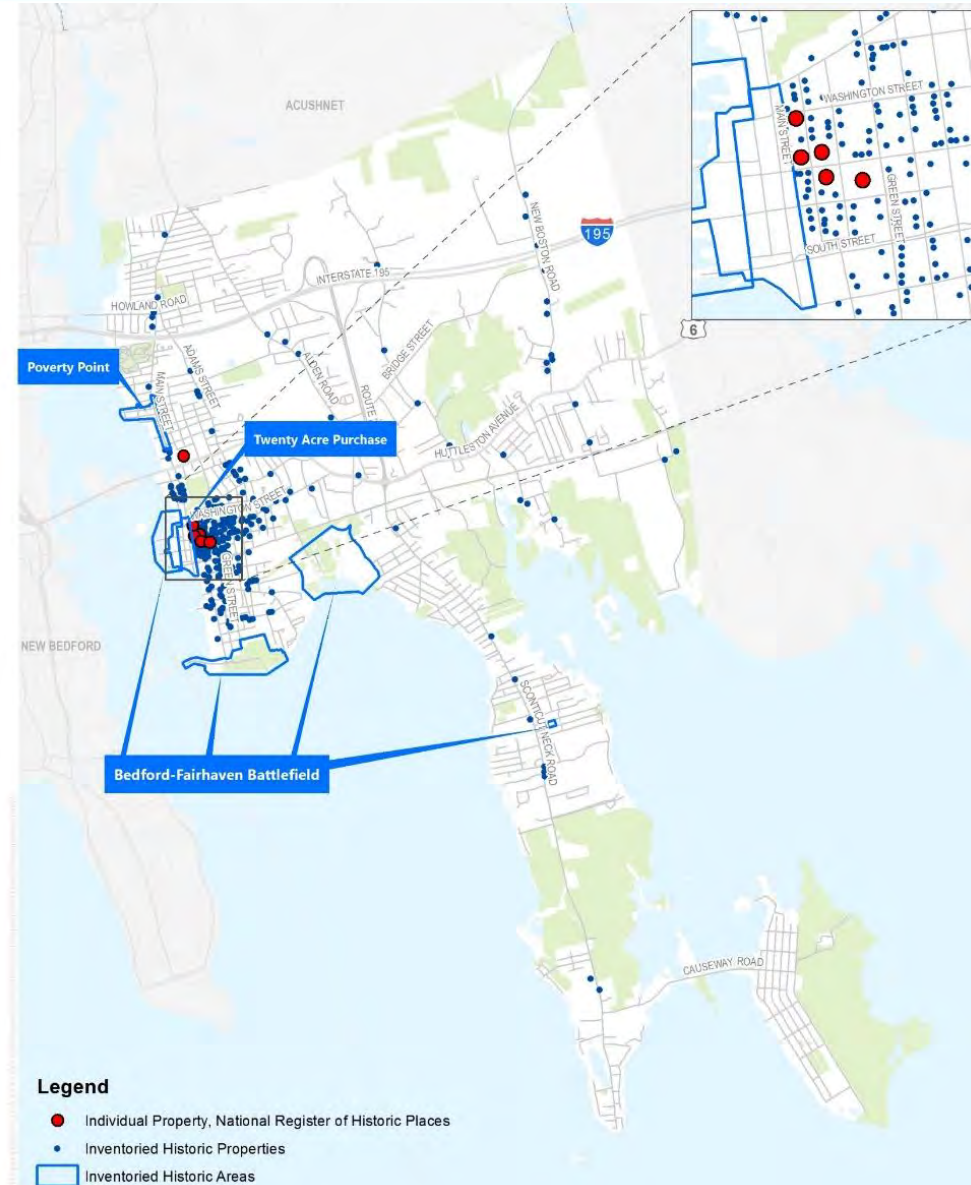 ACUSHNET
WASHINGTON STREET
MAIN STREET
GREEN STREET
SOUTH STREET
NEW BOSTON ROAD
195
INTERSTATE 195
HOWLAND ROAD
6
Poverty Point
ADAMS STREET
MAIN STREET
ALDEN ROAD
BRIDGE STREET
HUTTLESTON AVENUE
Twenty Acre Purchase
WASHINGTON STREET
GREEN STREET
NEW BEDFORD
SCONTICUT NECK ROAD
Bedford-Fairhaven Battlefield
CAUSEWAY ROAD
Legend
Individual Property, National Register of Historic Places
Inventoried Historic Properties
Inventoried Historic Areas